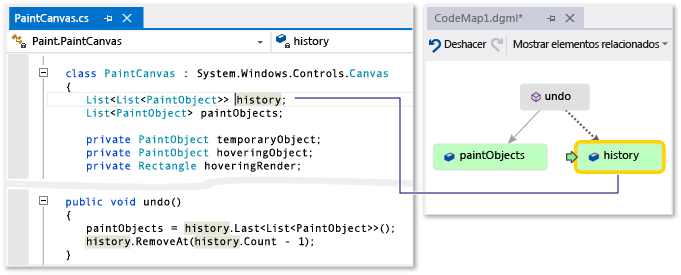 PaintCanvas.cs
Paint.PaintCanvas
history
class PaintCanvas : System.Windows.Controls.Canvas
{
List<List<PaintObject>> history;
List<PaintObject> paintObjects;
private PaintObject temporaryObject;
private PaintObject hoveringObject;
private Rectangle hoveringRender;
public void undo()
{
paintObjects = history.Last<List<PaintObject>>();
history.RemoveAt(history.Count - 1);
}
CodeMap1.dgml*
Deshacer
Mostrar elementos relacionados
undo
paintObjects
history